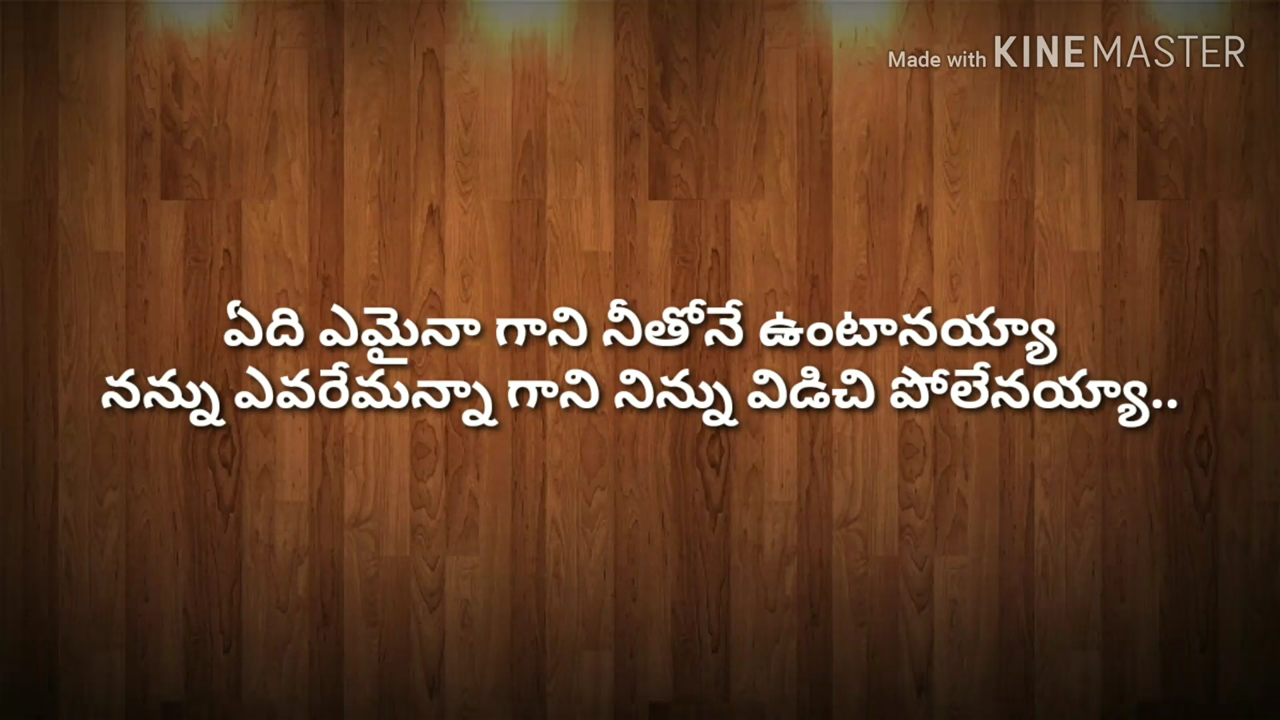 Made with KINEMASTER
ఏది ఎమైనా గాని నీతోనే ఉంటానయ్యా
నన్ను ఎవరేమన్నా గాని నిన్ను విడిచి పోలేనయ్యా..